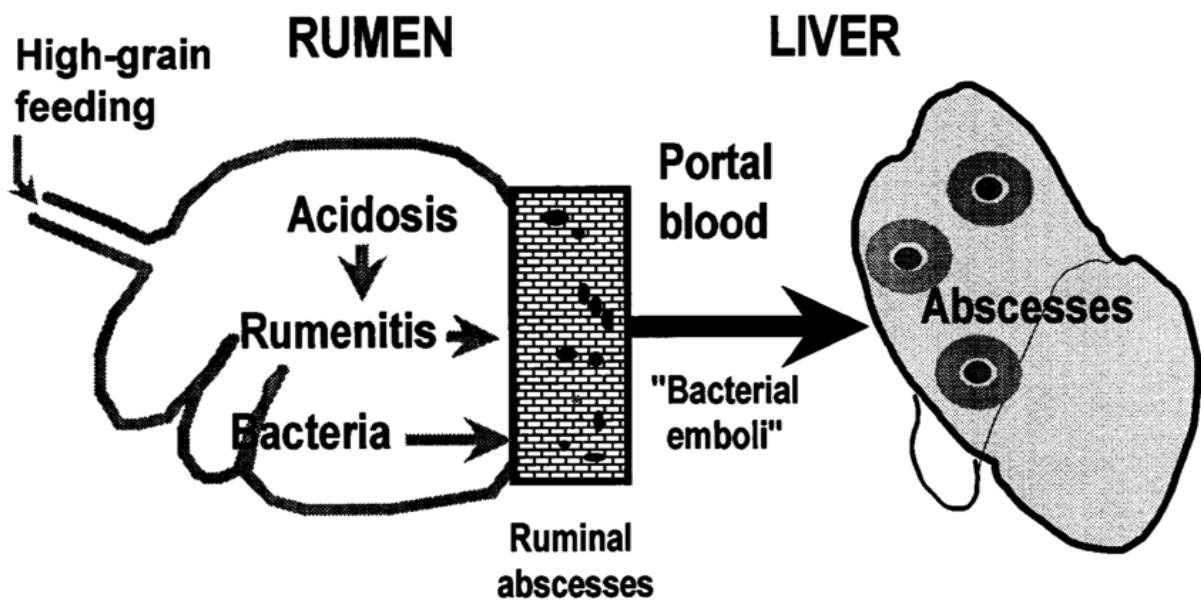 RUMEN
LIVER
High-grain
feeding
Acidosis
Rumenitis
Bacteria
Ruminal
abscesses
Portal
blood
"Bacterial
emboli"
Abscesses